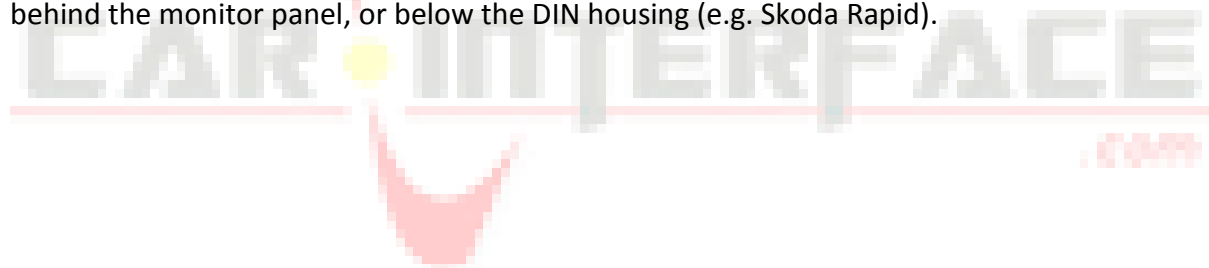 behind the monitor panel, or below the DIN housing (e.g. Skoda Rapid).
CAR INTERFACE
.com